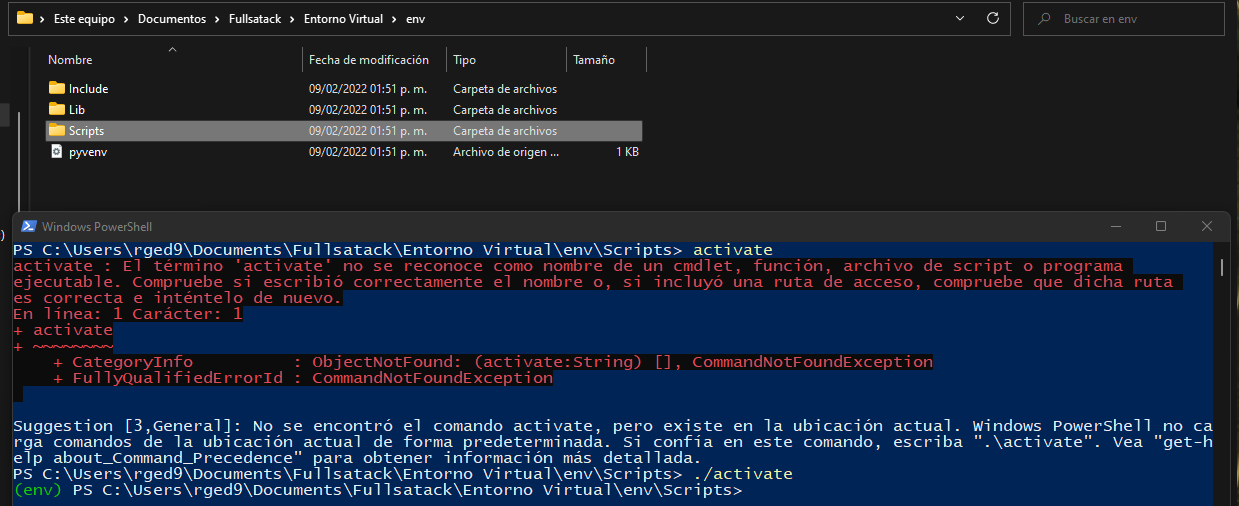 Este equipo > Documentos > Fullsatack > Entorno Virtual > env
Buscar en env
Nombre Fecha de modificación Tipo Tamaño
Include 09/02/2022 01:51 p. m. Carpeta de archivos
Lib 09/02/2022 01:51 p. m. Carpeta de archivos
Scripts 09/02/2022 01:51 p. m. Carpeta de archivos
pyvenv 09/02/2022 01:51 p. m. Archivo de origen ... 1 KB
)
Windows PowerShell
PS C:\Users\rged9\Documents\Fullsatack\Entorno Virtual\env\Scripts> activate
activate : El término 'activate' no se reconoce como nombre de un cmdlet, función, archivo de script o programa
ejecutable. Compruebe si escribió correctamente el nombre o, si incluyó una ruta de acceso, compruebe que dicha ruta
es correcta e inténtelo de nuevo.
En línea: 1 Carácter: 1
+ activate
+ ~~~~~~~~
+ CategoryInfo : ObjectNotFound: (activate:String) [], CommandNotFoundException
+ FullyQualifiedErrorId : CommandNotFoundException
Suggestion [3,General]: No se encontró el comando activate, pero existe en la ubicación actual. Windows PowerShell no ca
rga comandos de la ubicación actual de forma predeterminada. Si confía en este comando, escriba ".\activate". Vea "get-h
elp about_Command_Precedence" para obtener información más detallada.
PS C:\Users\rged9\Documents\Fullsatack\Entorno Virtual\env\Scripts> ./activate
(env) PS C:\Users\rged9\Documents\Fullsatack\Entorno Virtual\env\Scripts>